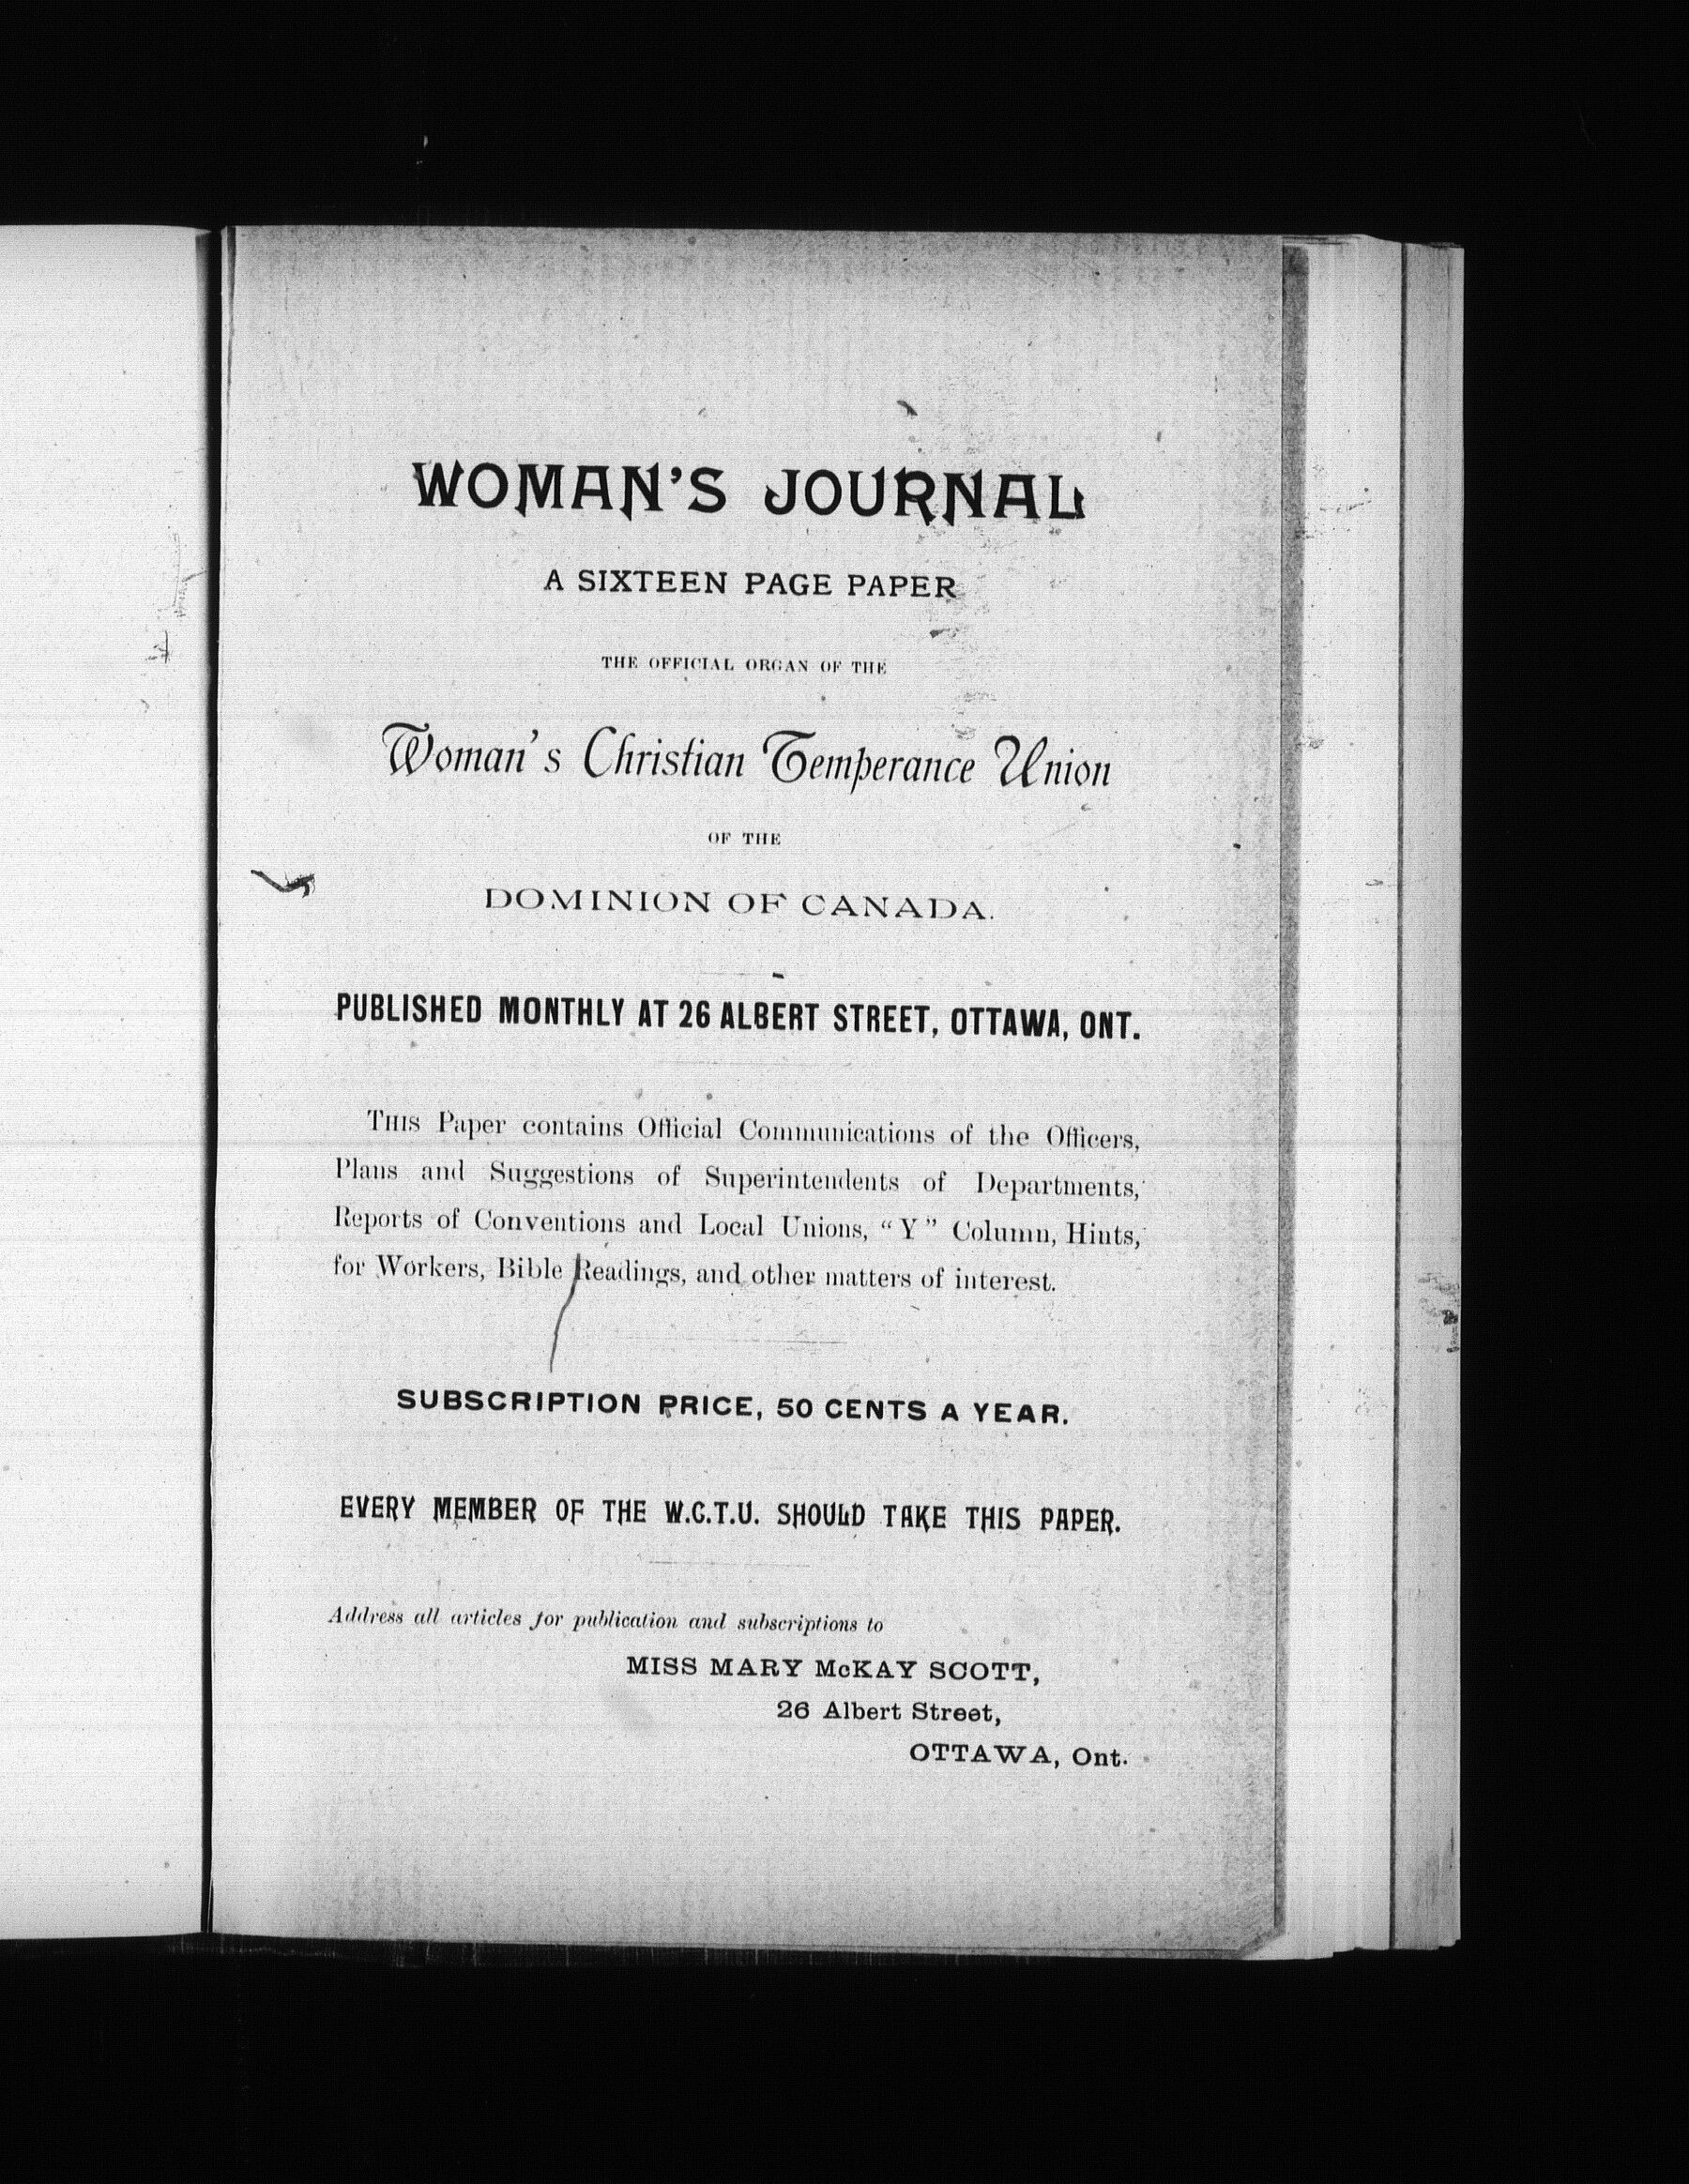 WOMAN'S JOURNAL
A SIXTEEN PAGE PAPER
THE OFFICIAL ORGAN OF THE
Woman's Christian Temperance Union
OF THE
DOMINION OF CANADA.
PUBLISHED MONTHLY AT 26 ALBERT STREET, OTTAWA, ONT.
THIS Paper contains Official Communications of the Officers,
Plans and Suggestions of Superintendents of Departments,
Reports of Conventions and Local Unions, "Y" Column, Hints,
for Workers, Bible Readings, and other matters of interest.
SUBSCRIPTION PRICE, 50 CENTS A YEAR.
EVERY MEMBER OF THE W.C.T.U. SHOULD TAKE THIS PAPER.
Address all articles for publication and subscriptions to
MISS MARY McKAY SCOTT,
26 Albert Street,
OTTAWA, Ont.